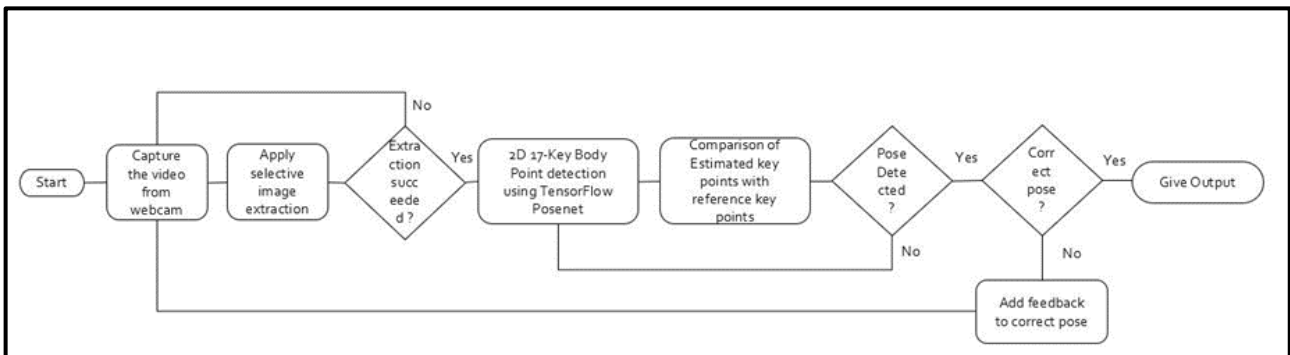 No
Start
Capture
the video
from
webcam
Apply
selective
image
extraction
Extra
ction
succ
eede
d ?
Yes
2D 17-Key Body
Point detection
using TensorFlow
Posenet
Comparison of
Estimated key
points with
reference key
points
Pose
Dete
cted
?
Yes
Corr
ect
pose
?
Yes
Give Output
No
No
Add feedback
to correct pose